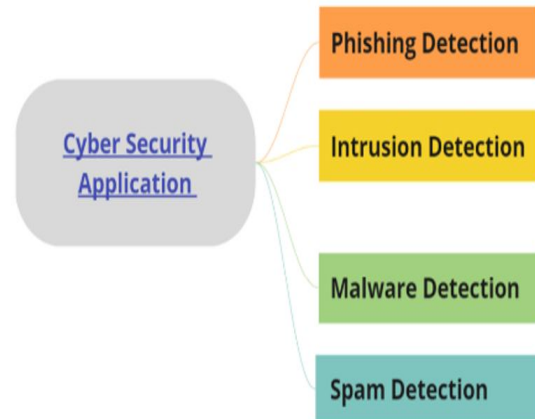 Cyber Security
Application
Phishing Detection
Intrusion Detection
Malware Detection
Spam Detection